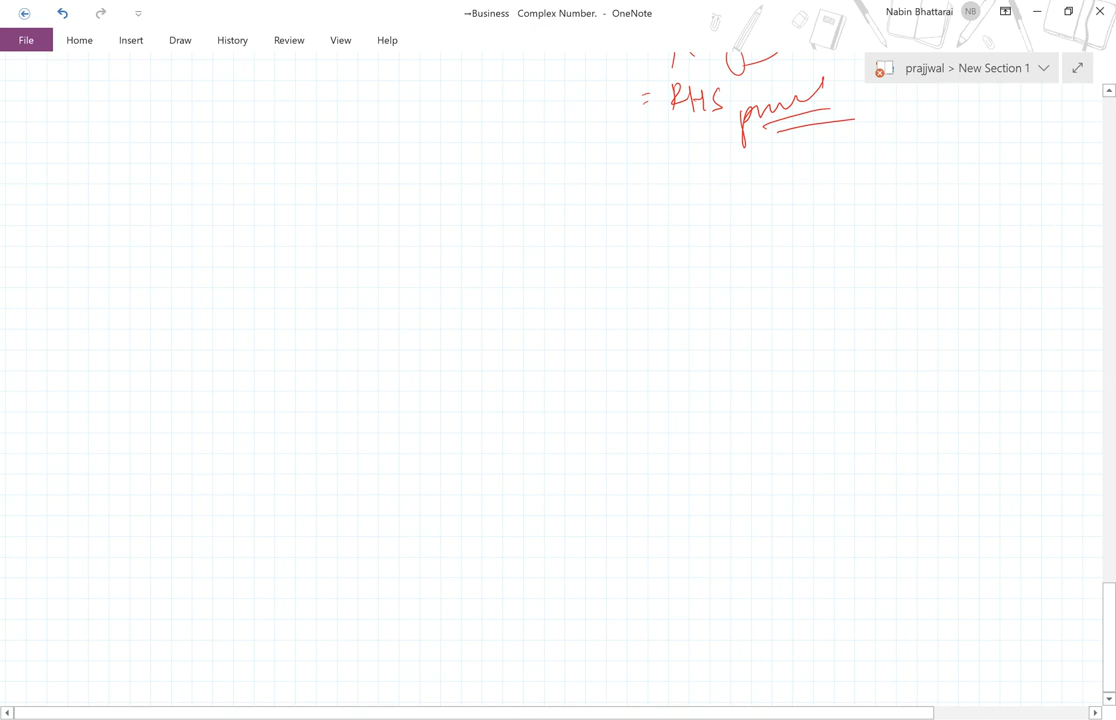 →Business   Complex Number. - OneNote
Nabin Bhattarai NB
File Home Insert Draw History Review View Help
prajjwal > New Section 1
= RHS